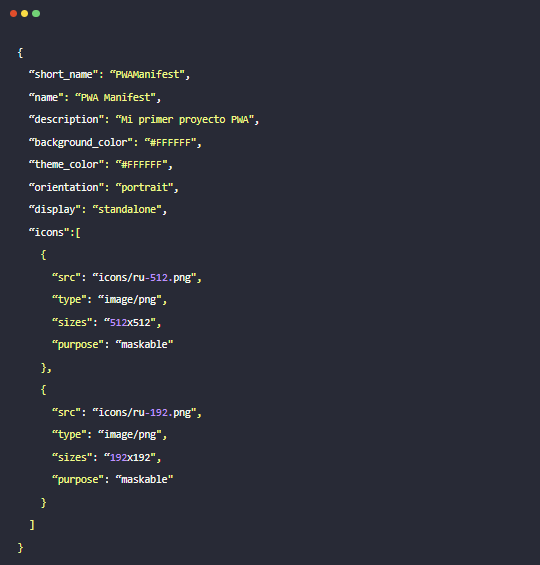 {
“short_name": “PWAManifest",
“name": “PWA Manifest",
“description": “Mi primer proyecto PWA",
“background_color": “#FFFFFF",
“theme_color": “#FFFFFF",
“orientation": “portrait",
“display": “standalone",
“icons":[
{
“src": “icons/ru-512.png",
“type": “image/png",
“sizes": “512x512",
“purpose": “maskable"
},
{
“src": “icons/ru-192.png",
“type": “image/png",
“sizes": “192x192",
“purpose": “maskable"
}
]
}